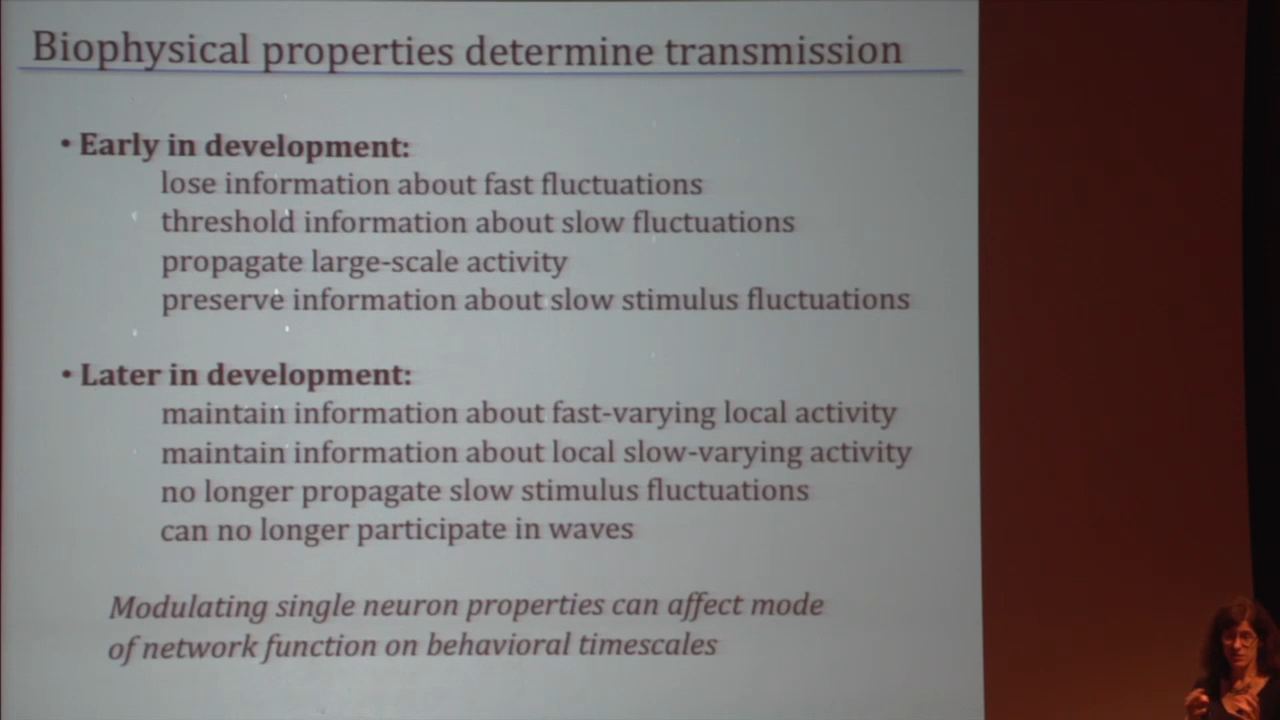 Biophysical properties determine transmission
• Early in development:
lose information about fast fluctuations
threshold information about slow fluctuations
propagate large-scale activity
preserve information about slow stimulus fluctuations
• Later in development:
maintain information about fast-varying local activity
maintain information about local slow-varying activity
no longer propagate slow stimulus fluctuations
can no longer participate in waves
Modulating single neuron properties can affect mode
of network function on behavioral timescales